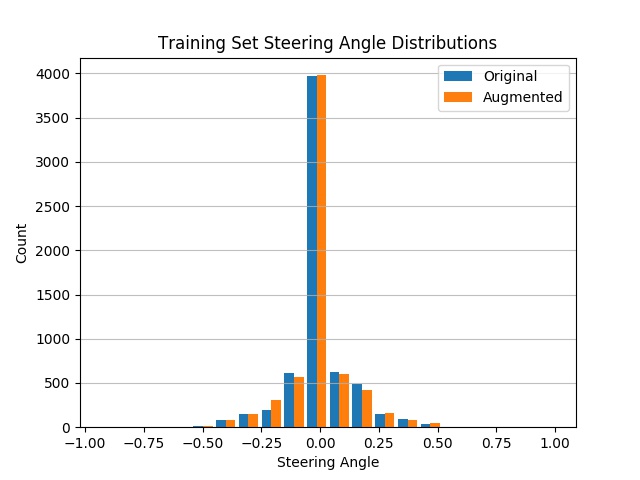 Training Set Steering Angle Distributions
Original
Augmented
4000
3500
3000
2500
2000
1500
1000
500
0
Count
−1.00 −0.75 −0.50 −0.25 0.00 0.25 0.50 0.75 1.00
Steering Angle